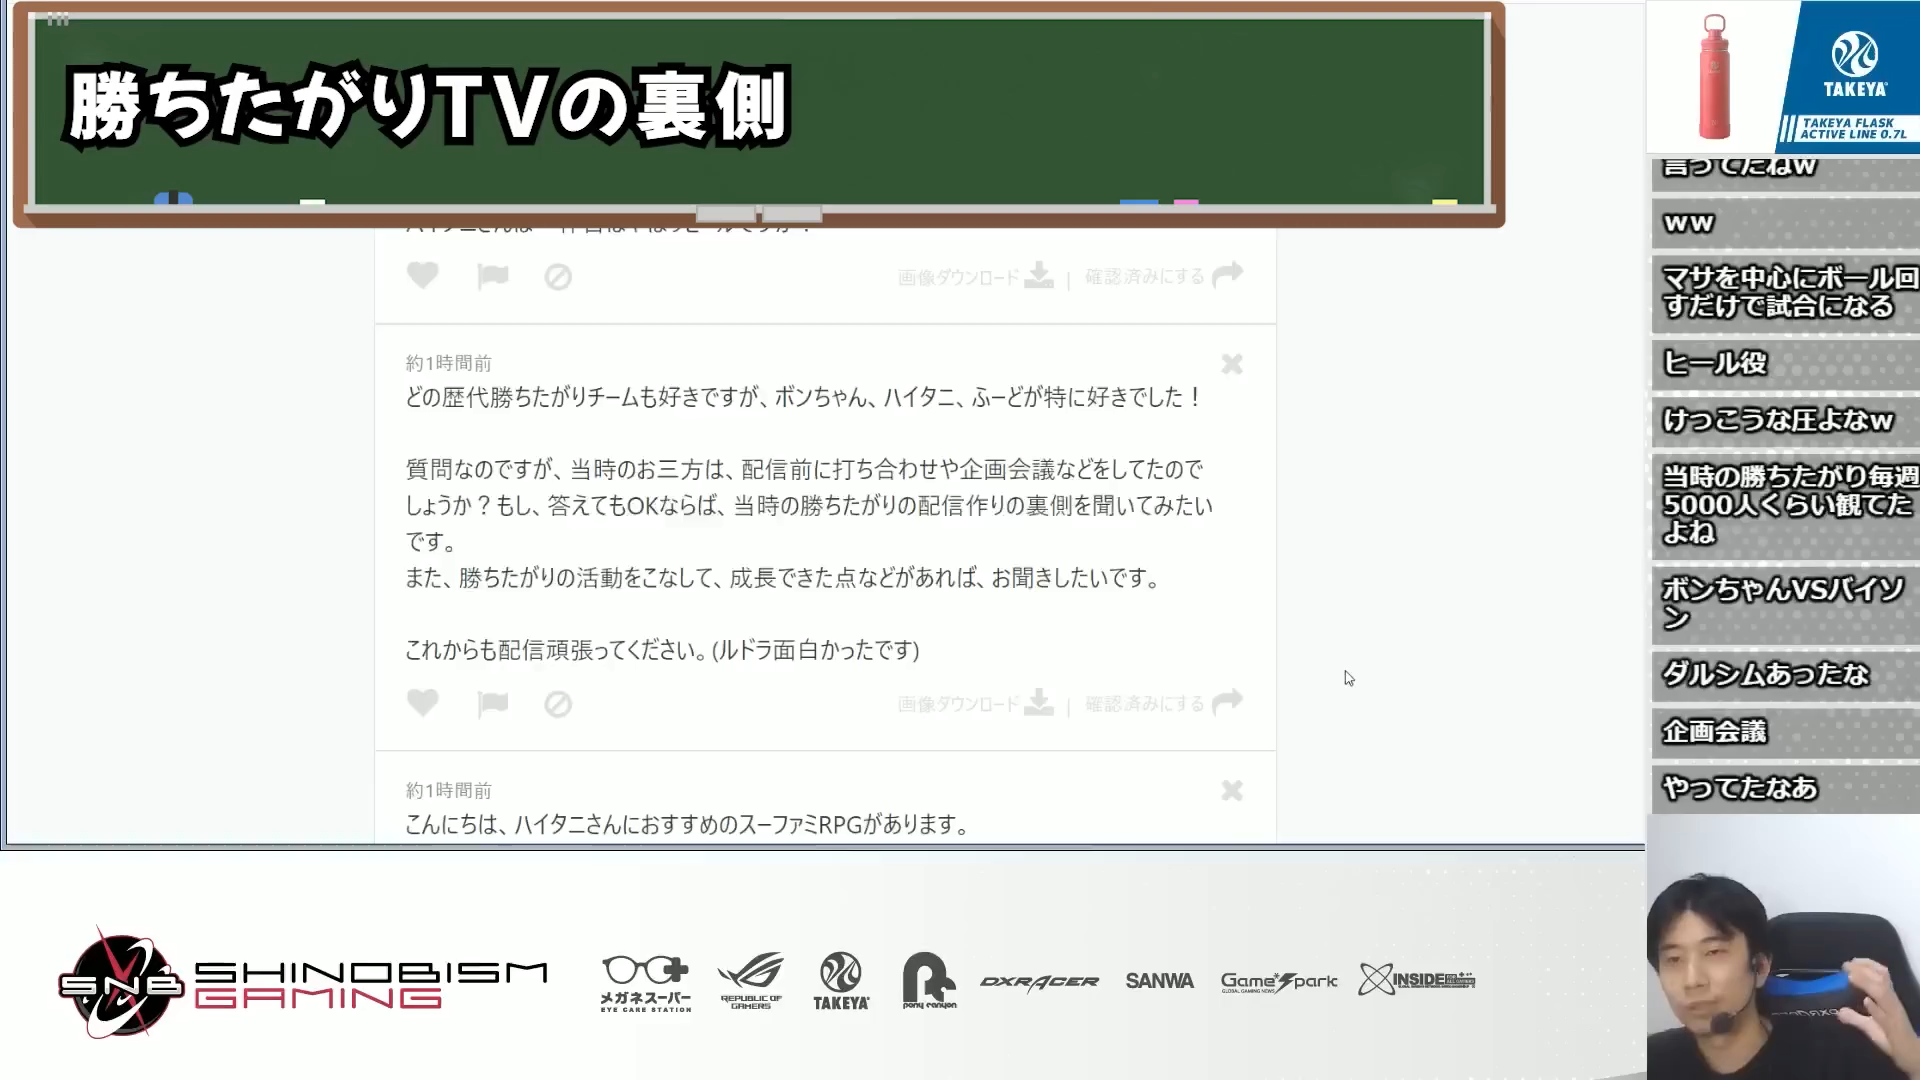 勝ちたがりTVの裏側
画像ダウンロード | 確認済みにする
約1時間前
どの歴代勝ちたがりチームも好きですが、ボンちゃん、ハイタニ、ふーどが特に好きでした！
質問なのですが、当時のお三方は、配信前に打ち合わせや企画会議などをしてたので
しょうか？もし、答えてもOKならば、当時の勝ちたがりの配信作りの裏側を聞いてみたい
です。
また、勝ちたがりの活動をこなして、成長できた点などがあれば、お聞きしたいです。
これからも配信頑張ってください。(ルドラ面白かったです)
画像ダウンロード | 確認済みにする
約1時間前
こんにちは、ハイタニさんにおすすめのスーファミRPGがあります。
TAKEYA
TAKEYA FLASK
ACTIVE LINE 0.7L
言ってたねw
ww
マサを中心にボール回
すだけで試合になる
ヒール役
けっこうな圧よなw
当時の勝ちたがり毎週
5000人くらい観てた
よね
ボンちゃんVSバイソ
ン
ダルシムあったな
企画会議
やってたなあ
SNB
SHINOBISM
GAMING
メガネスーパー
EYE CARE STATION
REPUBLIC OF
GAMERS
TAKEYA
pony canyon
DXRACER
SANWA
Game*Spark
GLOBAL GAMING NEWS
INSIDE